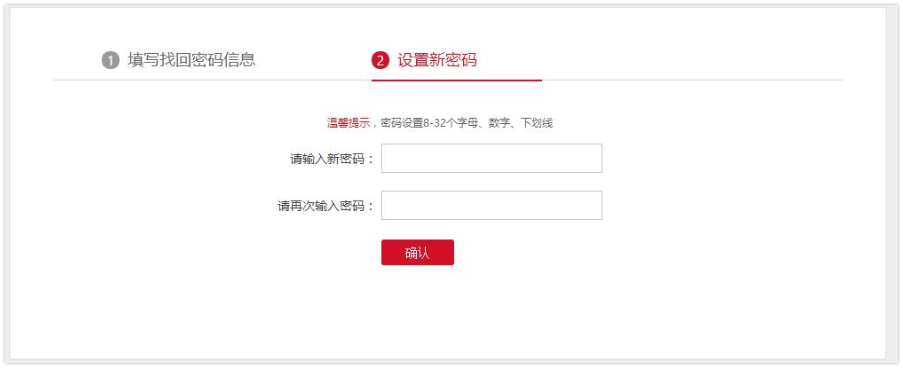 1 填写找回密码信息 2 设置新密码
温馨提示，密码设置8-32个字母、数字、下划线
请输入新密码：
请再次输入密码：
确认